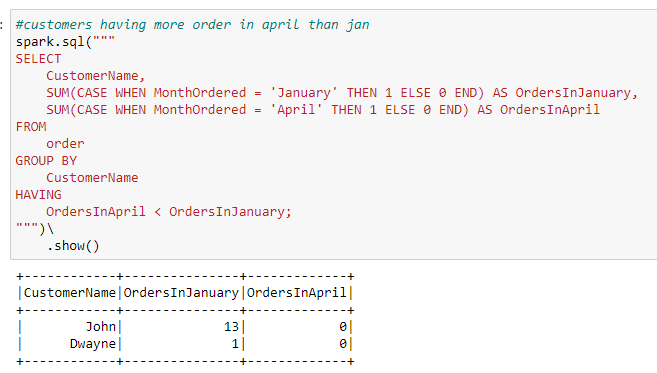 :
#customers having more order in april than jan
spark.sql("""
SELECT
    CustomerName,
    SUM(CASE WHEN MonthOrdered = 'January' THEN 1 ELSE 0 END) AS OrdersInJanuary,
    SUM(CASE WHEN MonthOrdered = 'April' THEN 1 ELSE 0 END) AS OrdersInApril
FROM
    order
GROUP BY
    CustomerName
HAVING
    OrdersInApril < OrdersInJanuary;
""")\
    .show()
+------------+---------------+-------------+
|CustomerName|OrdersInJanuary|OrdersInApril|
+------------+---------------+-------------+
|        John|             13|            0|
|      Dwayne|              1|            0|
+------------+---------------+-------------+